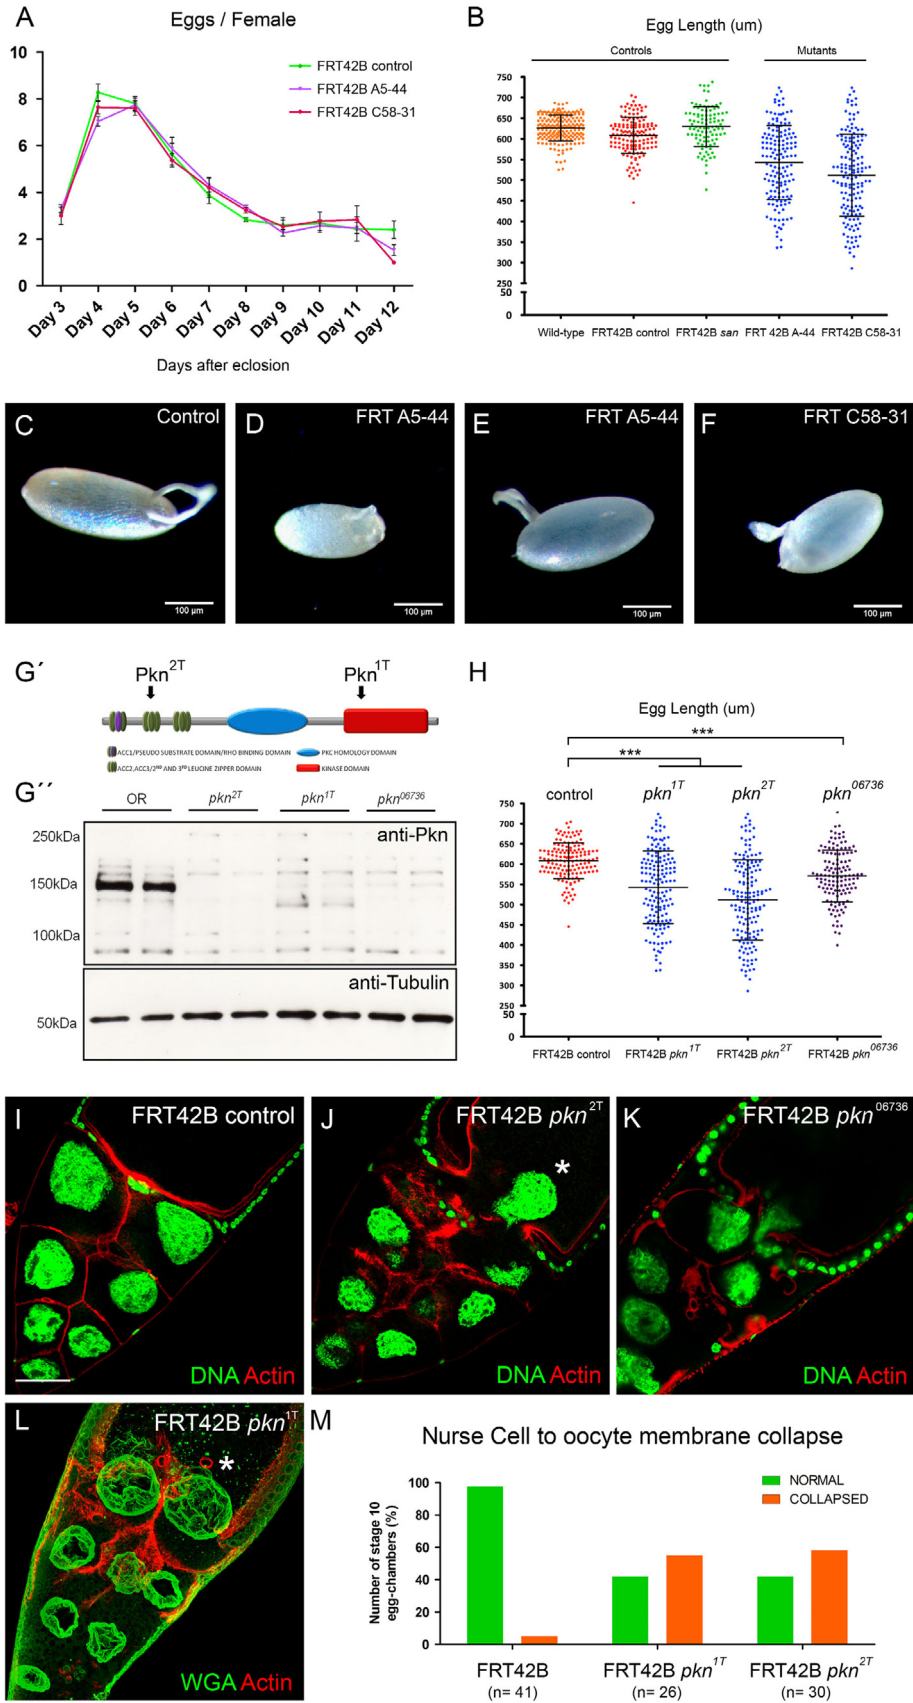 A
Eggs / Female
10
8
6
4
2
0
FRT42B control
FRT42B A5-44
FRT42B C58-31
Day 3
Day 4
Day 5
Day 6
Day 7
Day 8
Day 9
Day 10
Day 11
Day 12
Days after eclosion
B
Egg Length (um)
Controls
Mutants
750
700
650
600
550
500
450
400
350
300
250
50
0
Wild-type
FRT42B control
FRT42B san
FRT 42B A-44
FRT42B C58-31
C
Control
100 µm
D
FRT A5-44
100 µm
E
FRT A5-44
100 µm
F
FRT C58-31
100 µm
G´
Pkn2T
Pkn1T
ACC1/PSEUDO SUBSTRATE DOMAIN/RHO BINDING DOMAIN
PKC HOMOLOGY DOMAIN
ACC2,ACC3/2ND AND 3RD LEUCINE ZIPPER DOMAIN
KINASE DOMAIN
G´´
OR
pkn2T
pkn1T
pkn06736
250kDa
150kDa
100kDa
anti-Pkn
50kDa
anti-Tubulin
H
Egg Length (um)
***
***
control
pkn1T
pkn2T
pkn06736
750
700
650
600
550
500
450
400
350
300
250
50
0
FRT42B control
FRT42B pkn1T
FRT42B pkn2T
FRT42B pkn06736
I
FRT42B control
DNA Actin
J
FRT42B pkn2T
*
DNA Actin
K
FRT42B pkn06736
DNA Actin
L
FRT42B pkn1T
*
WGA Actin
M
Nurse Cell to oocyte membrane collapse
Number of stage 10
egg-chambers (%)
100
80
60
40
20
0
NORMAL
COLLAPSED
FRT42B
(n= 41)
FRT42B pkn1T
(n= 26)
FRT42B pkn2T
(n= 30)